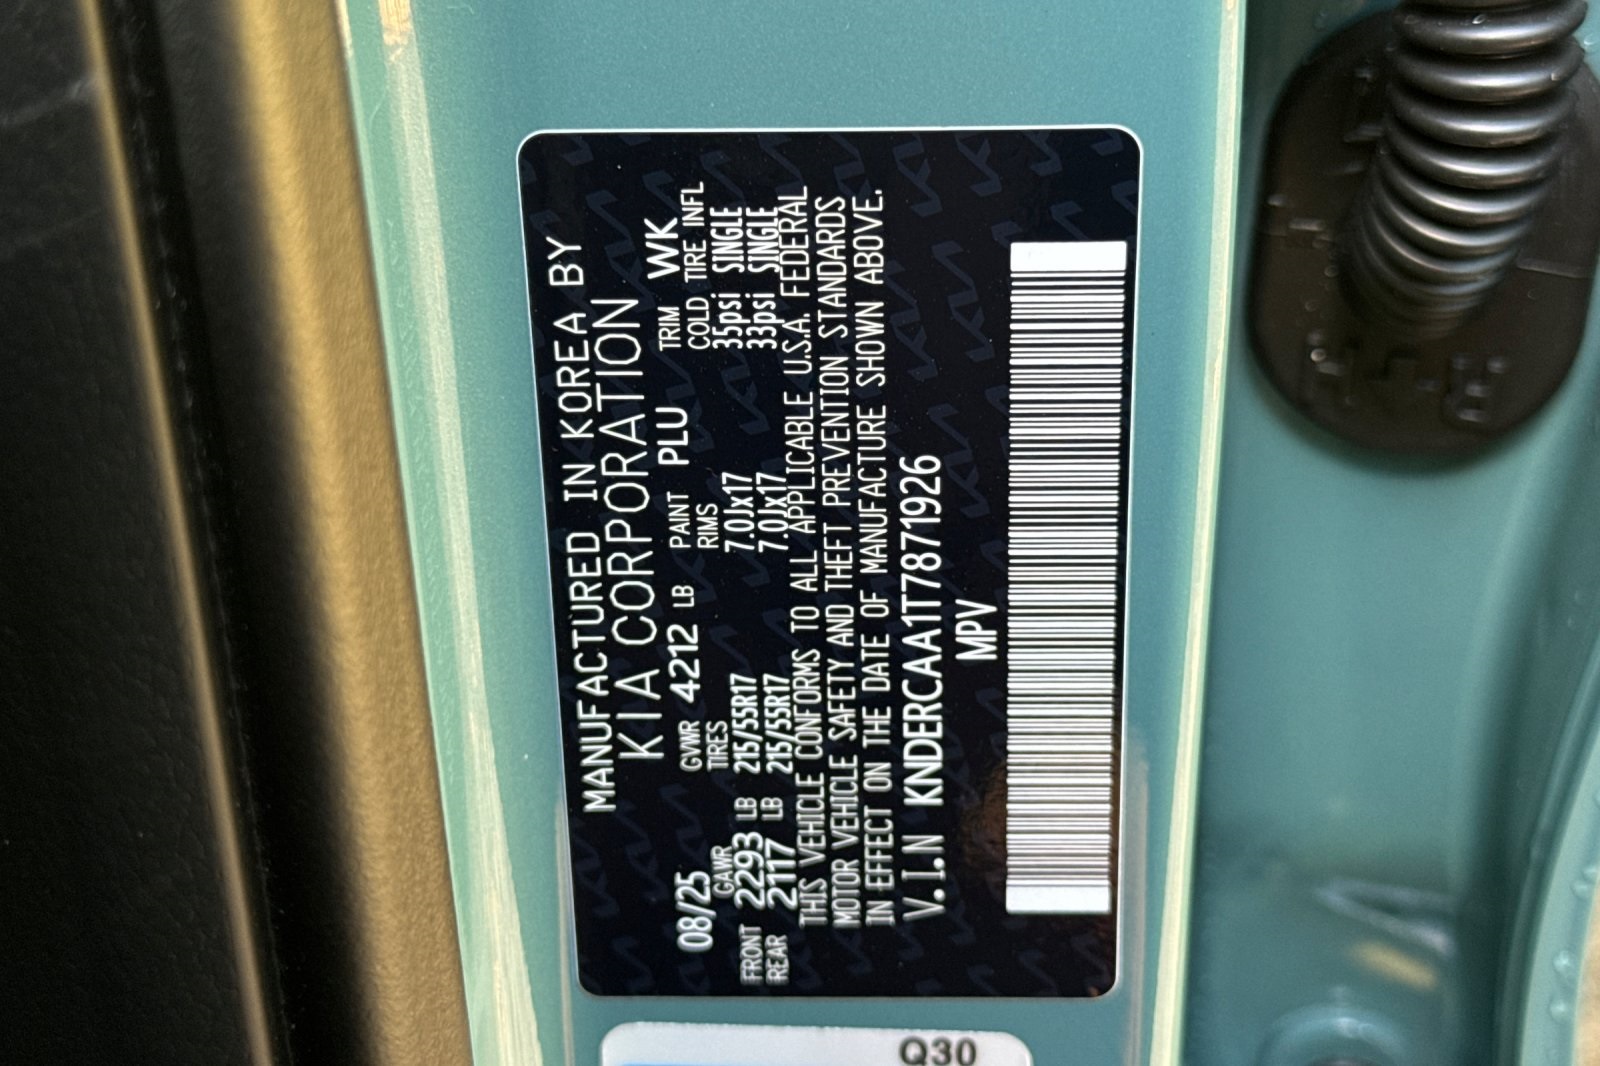 MANUFACTURED IN KOREA BY
KIA CORPORATION
08/25 GVWR 4212 LB PAINT PLU TRIM WK
GAWR TIRES RIMS COLD TIRE INFL
FRONT 2293 LB 215/55R17 7.0Jx17 35psi SINGLE
REAR 2117 LB 215/55R17 7.0Jx17 33psi SINGLE
THIS VEHICLE CONFORMS TO ALL APPLICABLE U.S.A. FEDERAL
MOTOR VEHICLE SAFETY AND THEFT PREVENTION STANDARDS
IN EFFECT ON THE DATE OF MANUFACTURE SHOWN ABOVE.
V.I.N KNDERCAA1T7871926
MPV
Q30